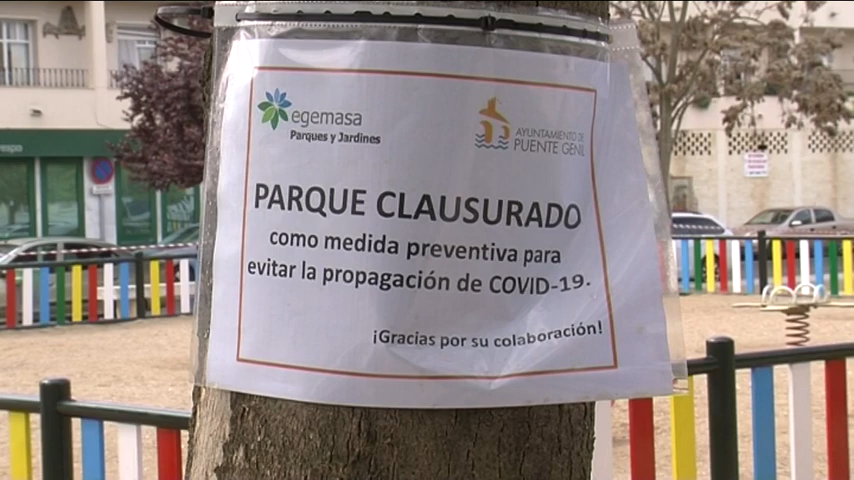 egemasa
Parques y Jardines
AYUNTAMIENTO DE
PUENTE GENIL
PARQUE CLAUSURADO
como medida preventiva para
evitar la propagación de COVID-19.
¡Gracias por su colaboración!